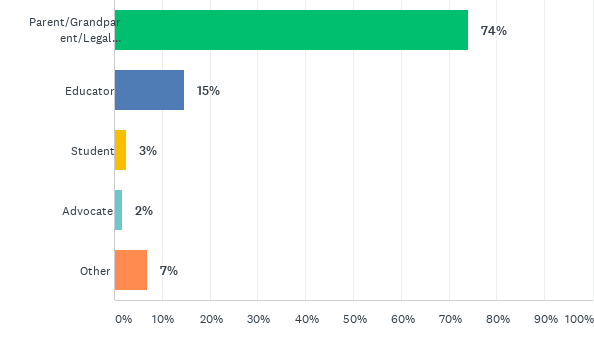 Parent/Grandpar
ent/Legal...
74%
Educator
15%
Student
3%
Advocate
2%
Other
7%
0% 10% 20% 30% 40% 50% 60% 70% 80% 90% 100%